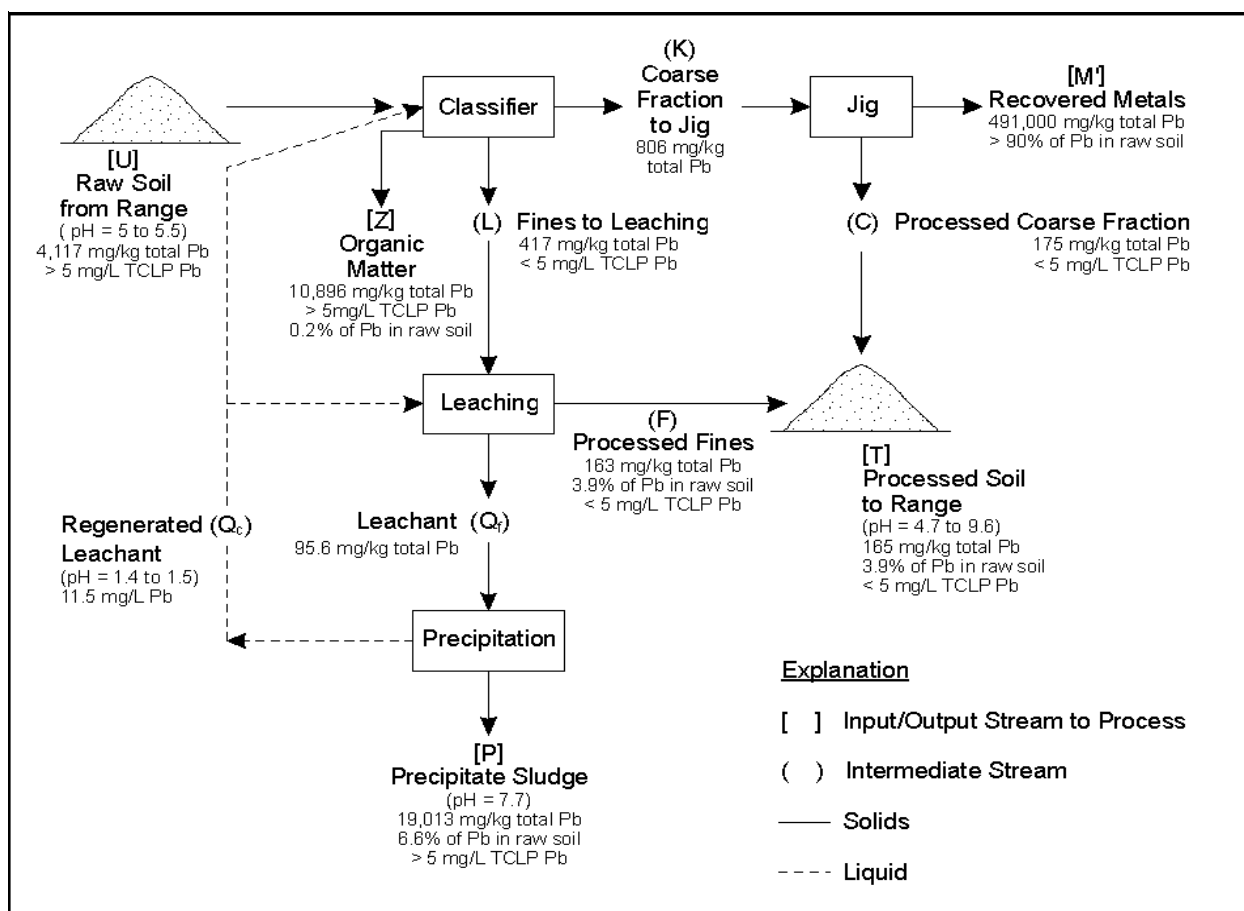 (K)
Coarse
Fraction
to Jig
806 mg/kg
total Pb
[M']
Recovered Metals
491,000 mg/kg total Pb
> 90% of Pb in raw soil
Classifier
Jig
[U]
Raw Soil
from Range
( pH = 5 to 5.5)
4,117 mg/kg total Pb
> 5 mg/L TCLP Pb
[Z]
Organic
Matter
10,896 mg/kg total Pb
> 5mg/L TCLP Pb
0.2% of Pb in raw soil
(L) Fines to Leaching
417 mg/kg total Pb
< 5 mg/L TCLP Pb
(C) Processed Coarse Fraction
175 mg/kg total Pb
< 5 mg/L TCLP Pb
Leaching
(F)
Processed Fines
163 mg/kg total Pb
3.9% of Pb in raw soil
< 5 mg/L TCLP Pb
[T]
Processed Soil
to Range
(pH = 4.7 to 9.6)
165 mg/kg total Pb
3.9% of Pb in raw soil
< 5 mg/L TCLP Pb
Regenerated (Qc)
Leachant
(pH = 1.4 to 1.5)
11.5 mg/L Pb
Leachant (Qf)
95.6 mg/kg total Pb
Precipitation
[P]
Precipitate Sludge
(pH = 7.7)
19,013 mg/kg total Pb
6.6% of Pb in raw soil
> 5 mg/L TCLP Pb
Explanation
[ ] Input/Output Stream to Process
( ) Intermediate Stream
Solids
Liquid